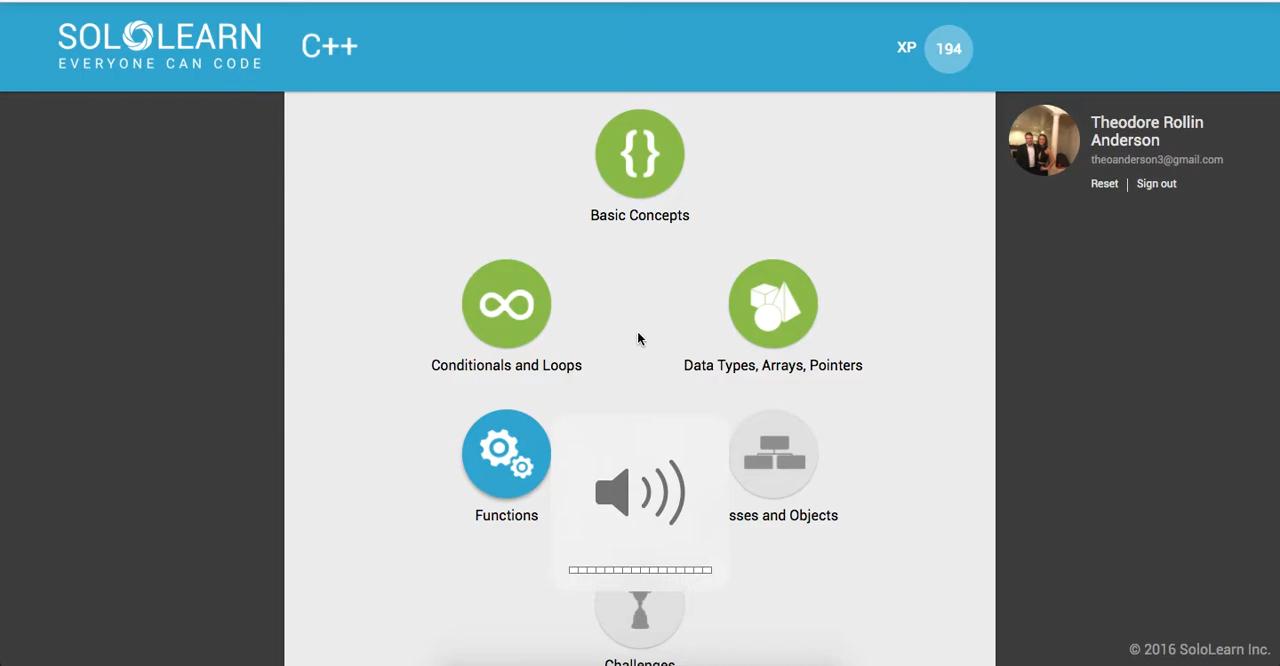 SOLOLEARN
EVERYONE CAN CODE
C++
XP
194
Theodore Rollin
Anderson
theoanderson3@gmail.com
Reset | Sign out
{}
Basic Concepts
Conditionals and Loops
Data Types, Arrays, Pointers
Functions
sses and Objects
Challenges
© 2016 SoloLearn Inc.